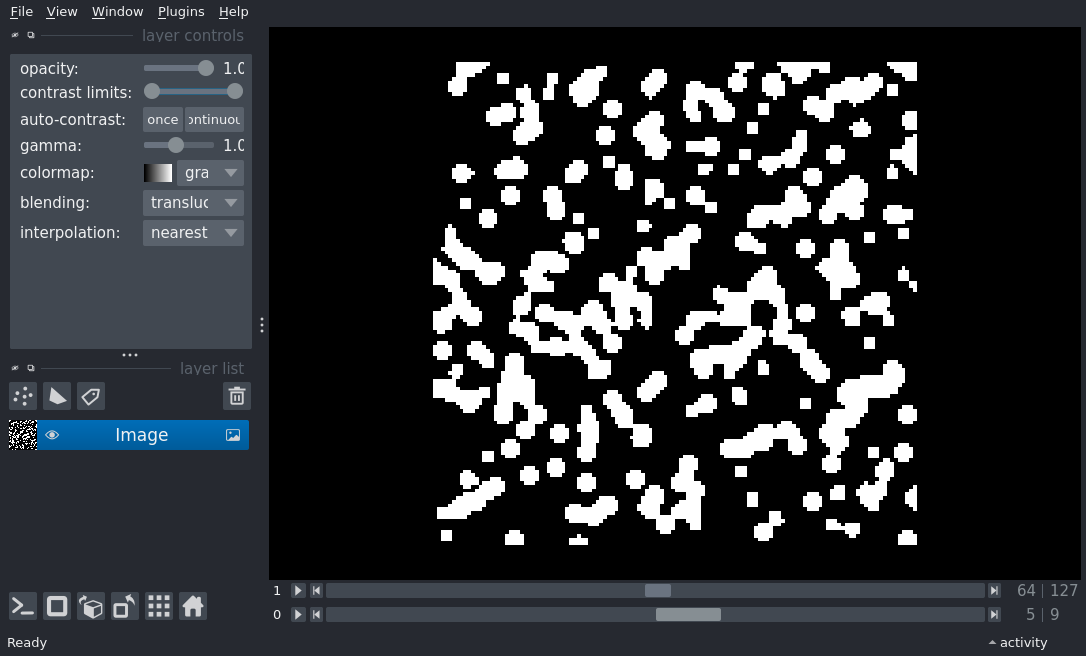 File View Window Plugins Help
layer controls
opacity: 1.0
contrast limits:
auto-contrast: once ontinuou
gamma: 1.0
colormap: gra
blending: transluc
interpolation: nearest
layer list
Image
1 64 | 127
0 5 | 9
Ready activity